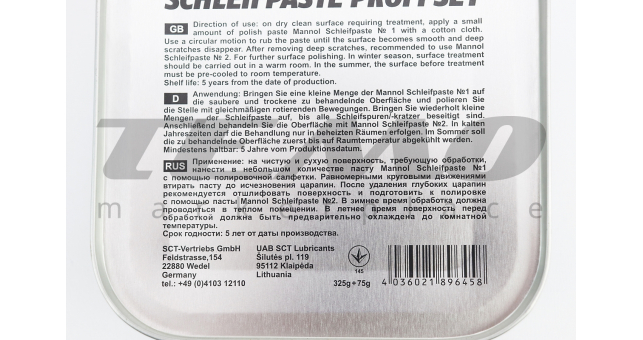 SCHLEIFPASTE PROFI SET
GB Direction of use: on dry clean surface requiring treatment, apply a small
amount of polish paste Mannol Schleifpaste № 1 with a cotton cloth.
Use a circular motion to rub the paste until the surface becomes smooth and deep
scratches disappear. After removing deep scratches, recommended to use Mannol
Schleifpaste № 2. For further surface polishing. In winter season, surface treatment
should be carried out in a warm room. In the summer, the surface before treatment
must be pre-cooled to room temperature.
Shelf life: 5 years from the date of production.
D Anwendung: Bringen Sie eine kleine Menge der Mannol Schleifpaste №1 auf
die saubere und trockene zu behandelnde Oberfläche und polieren Sie
die Stelle mit gleichmäßigen rotierenden Bewegungen. Bringen Sie wiederholt kleine
Mengen der Schleifpaste auf, bis alle Schleifspuren/-kratzer beseitigt sind.
Anschließend behandeln Sie die Oberfläche mit Mannol Schleifpaste №2. In kalten
Jahreszeiten darf die Behandlung nur in beheizten Räumen erfolgen. Im Sommer soll
die zu behandelnde Oberfläche zuerst bis auf Raumtemperatur abgekühlt werden.
Mindestens haltbar: 5 Jahre vom Produktionsdatum.
RUS Применение: на чистую и сухую поверхность, требующую обработки,
нанести в небольшом количестве пасту Mannol Schleifpaste №1
с помощью полировочной салфетки. Равномерными круговыми движениями
втирать пасту до исчезновения царапин. После удаления глубоких царапин
рекомендуется отшлифовать поверхность и подготовить к полировке
с помощью пасты Mannol Schleifpaste №2. В зимнее время обработка должна
проводиться в теплом помещении. В летнее время поверхность перед
обработкой должна быть предварительно охлаждена до комнатной
температуры.
Срок годности: 5 лет от даты производства.
SCT-Vertriebs GmbH
Feldstrasse,154
22880 Wedel
Germany
tel.: +49 (0)4103 12110
UAB SCT Lubricants
Šilutės pl. 119
95112 Klaipėda
Lithuania
145
325g+75g
4 036021 896458